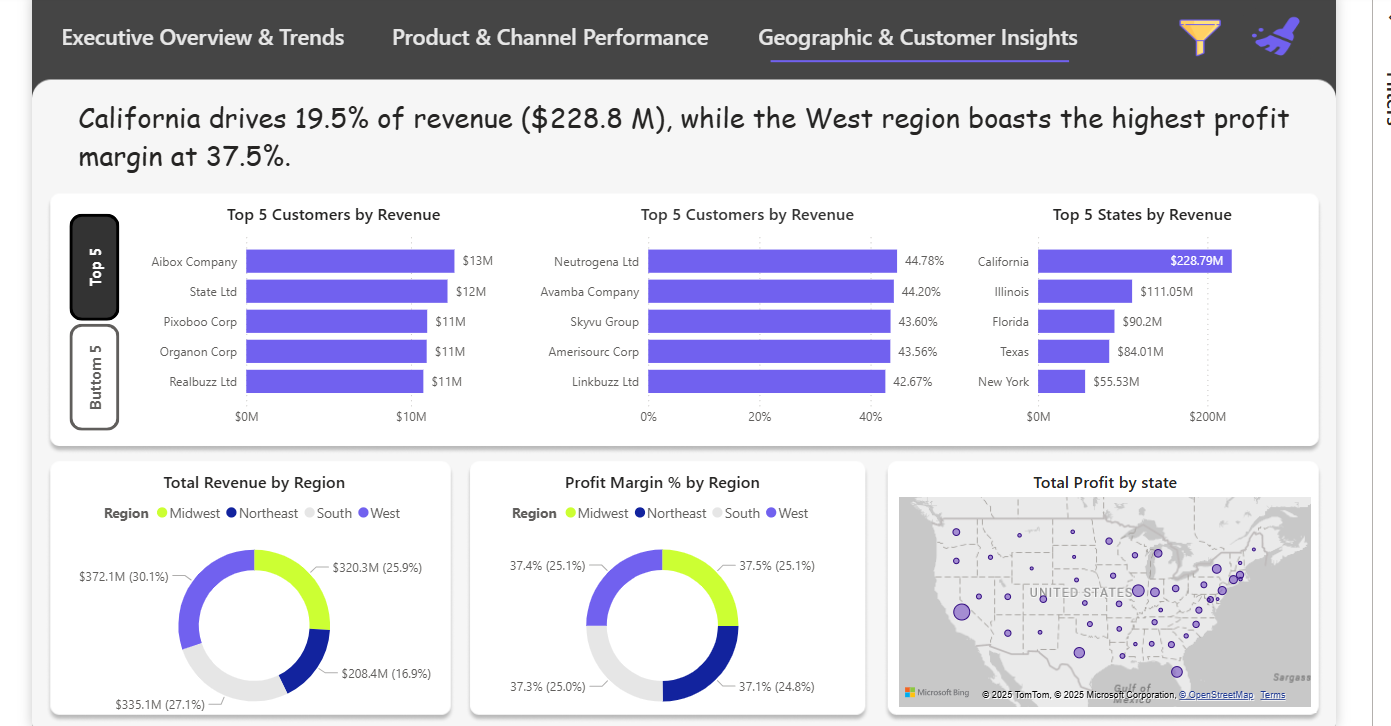 Executive Overview & Trends
Product & Channel Performance
Geographic & Customer Insights
Filters
California drives 19.5% of revenue ($228.8 M), while the West region boasts the highest profit
margin at 37.5%.
Top 5
Buttom 5
Top 5 Customers by Revenue
Aibox Company $13M
State Ltd $12M
Pixoboo Corp $11M
Organon Corp $11M
Realbuzz Ltd $11M
$0M $10M
Top 5 Customers by Revenue
Neutrogena Ltd 44.78%
Avamba Company 44.20%
Skyvu Group 43.60%
Amerisourc Corp 43.56%
Linkbuzz Ltd 42.67%
0% 20% 40%
Top 5 States by Revenue
California $228.79M
Illinois $111.05M
Florida $90.2M
Texas $84.01M
New York $55.53M
$0M $200M
Total Revenue by Region
Region Midwest Northeast South West
$372.1M (30.1%)
$320.3M (25.9%)
$208.4M (16.9%)
$335.1M (27.1%)
Profit Margin % by Region
Region Midwest Northeast South West
37.4% (25.1%)
37.5% (25.1%)
37.3% (25.0%)
37.1% (24.8%)
Total Profit by state
UNITED STATES
Gulf of
Mexico
Sargass
Microsoft Bing
© 2025 TomTom, © 2025 Microsoft Corporation, © OpenStreetMap Terms